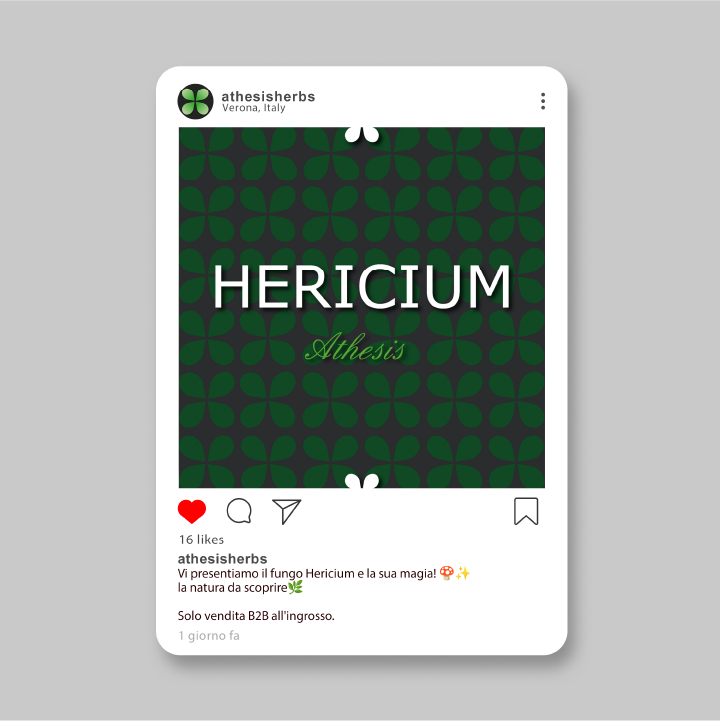 athesisherbs
Verona, Italy
HERICIUM
Athesis
16 likes
athesisherbs
Vi presentiamo il fungo Hericium e la sua magia! 🍄✨
la natura da scoprire🌿
Solo vendita B2B all'ingrosso.
1 giorno fa